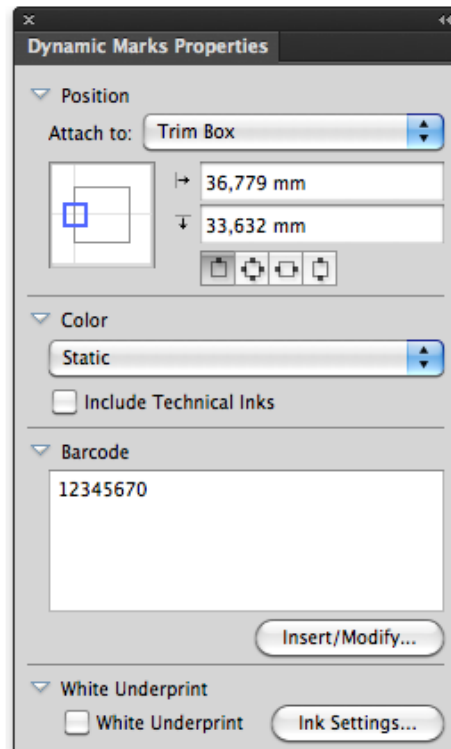 Dynamic Marks Properties
Position
Attach to: Trim Box
36,779 mm
33,632 mm
Color
Static
Include Technical Inks
Barcode
12345670
Insert/Modify...
White Underprint
White Underprint Ink Settings...